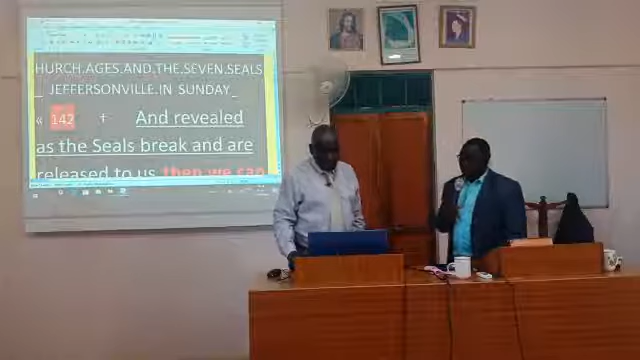 HURCH.AGES.AND.THE.SEVEN.SEALS
_ JEFFERSONVILLE.IN SUNDAY_
« 142 + And revealed
as the Seals break and are
released to us then we can